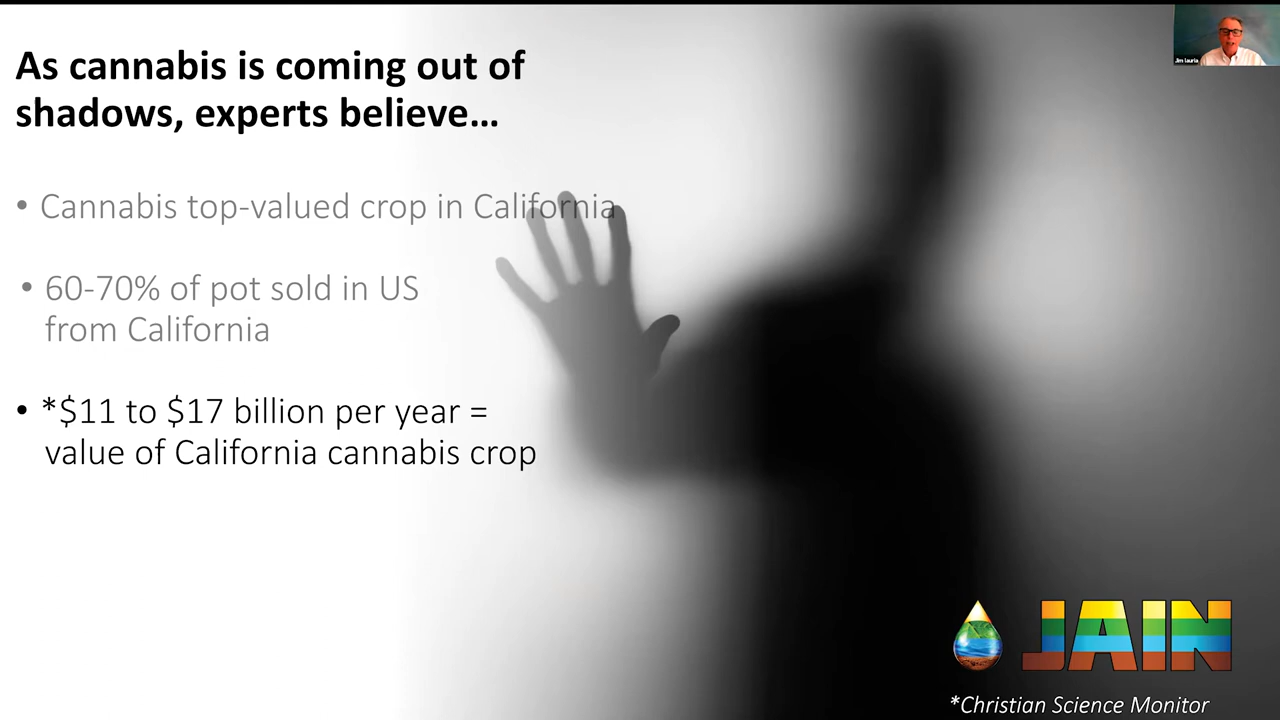 As cannabis is coming out of
shadows, experts believe…
• Cannabis top-valued crop in California
• 60-70% of pot sold in US
from California
• *$11 to $17 billion per year =
value of California cannabis crop
Jim Lauria
JAIN
*Christian Science Monitor